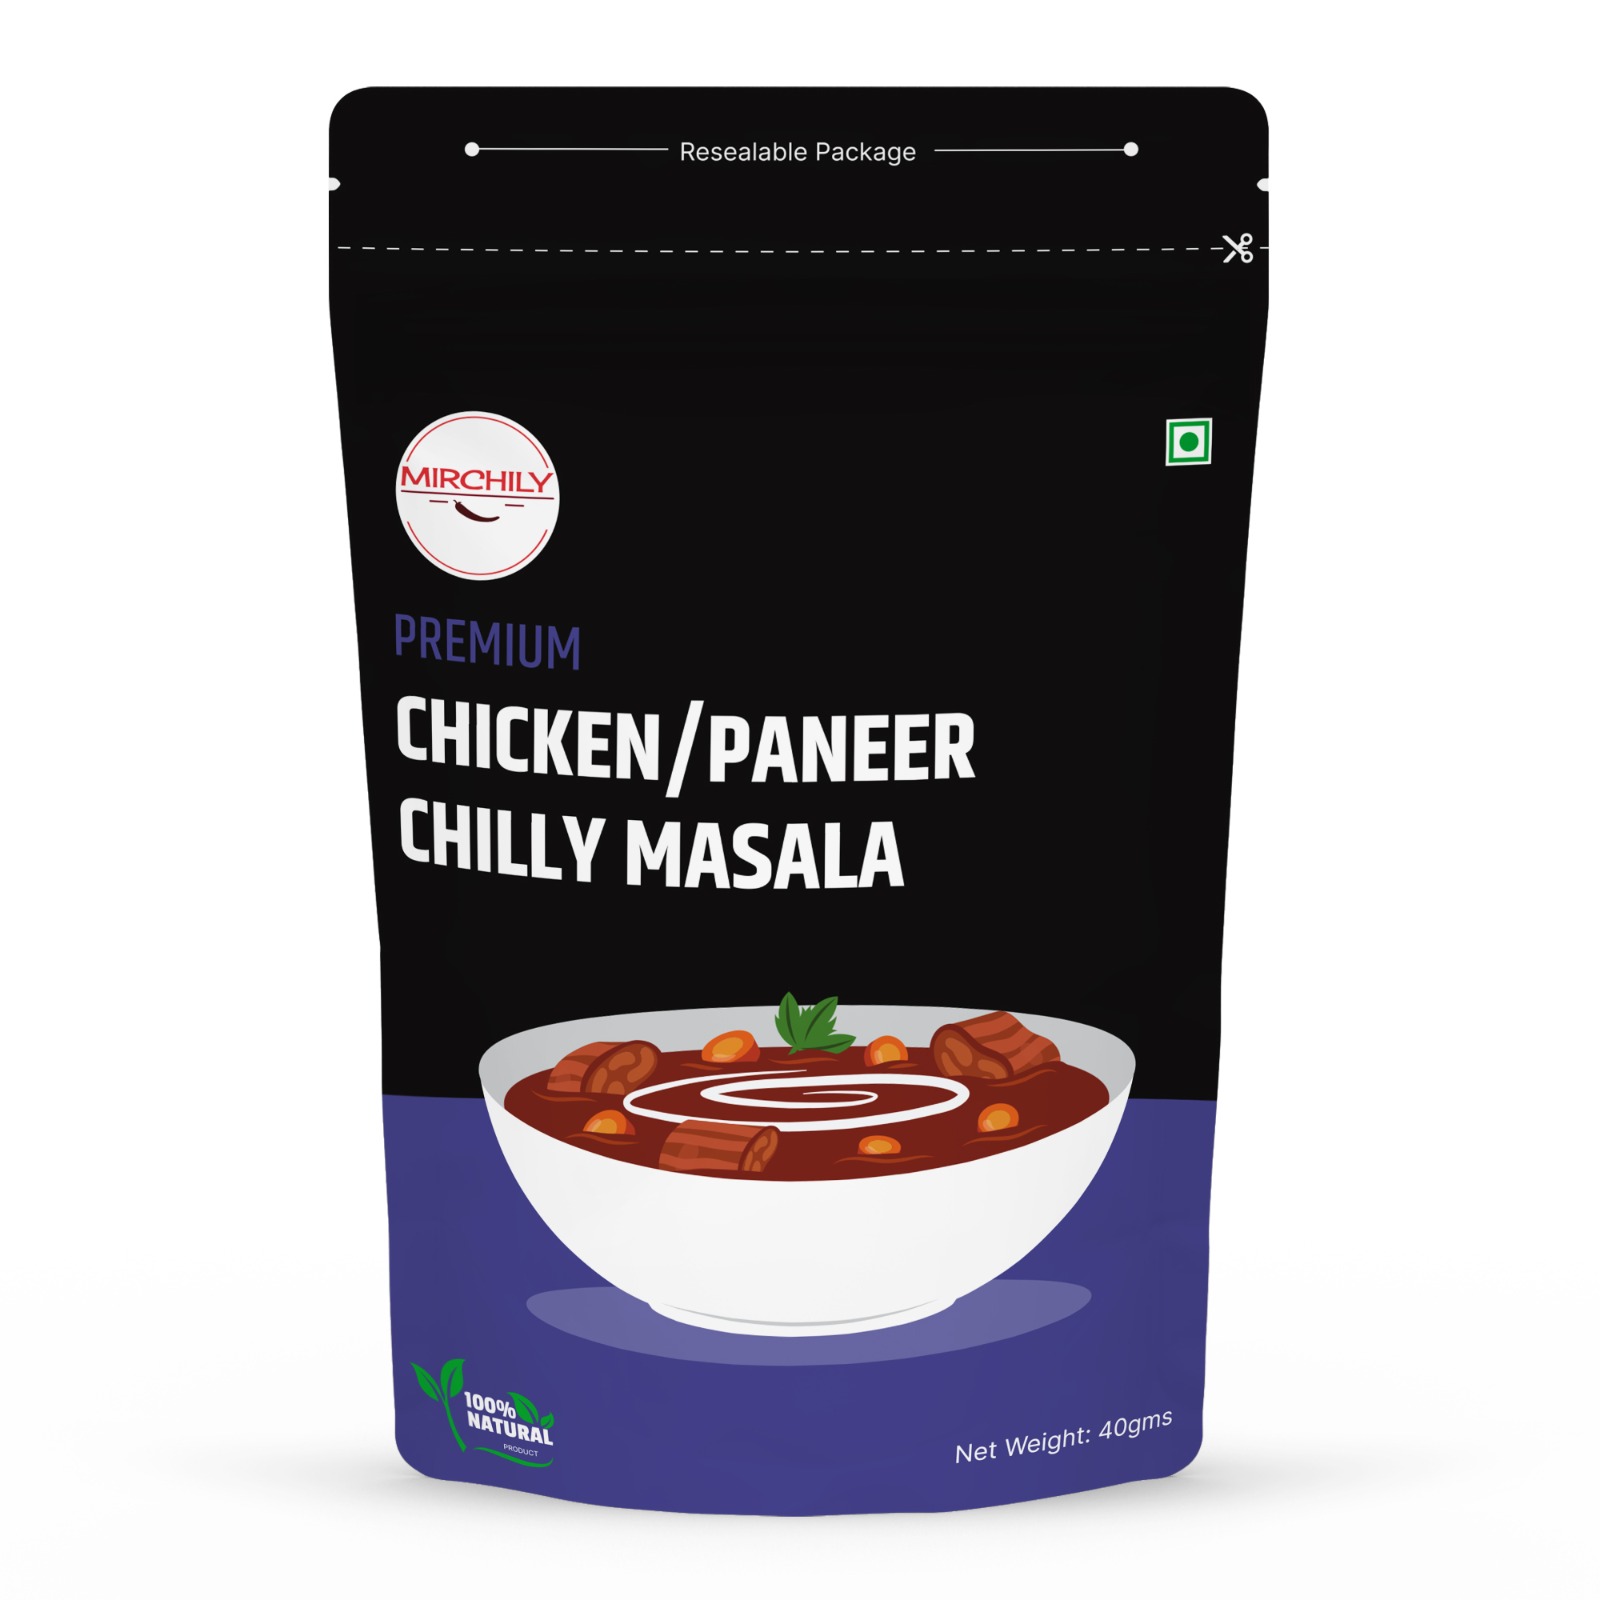 Resealable Package
MIRCHILY
PREMIUM
CHICKEN/PANEER
CHILLY MASALA
100%
NATURAL
PRODUCT
Net Weight: 40gms